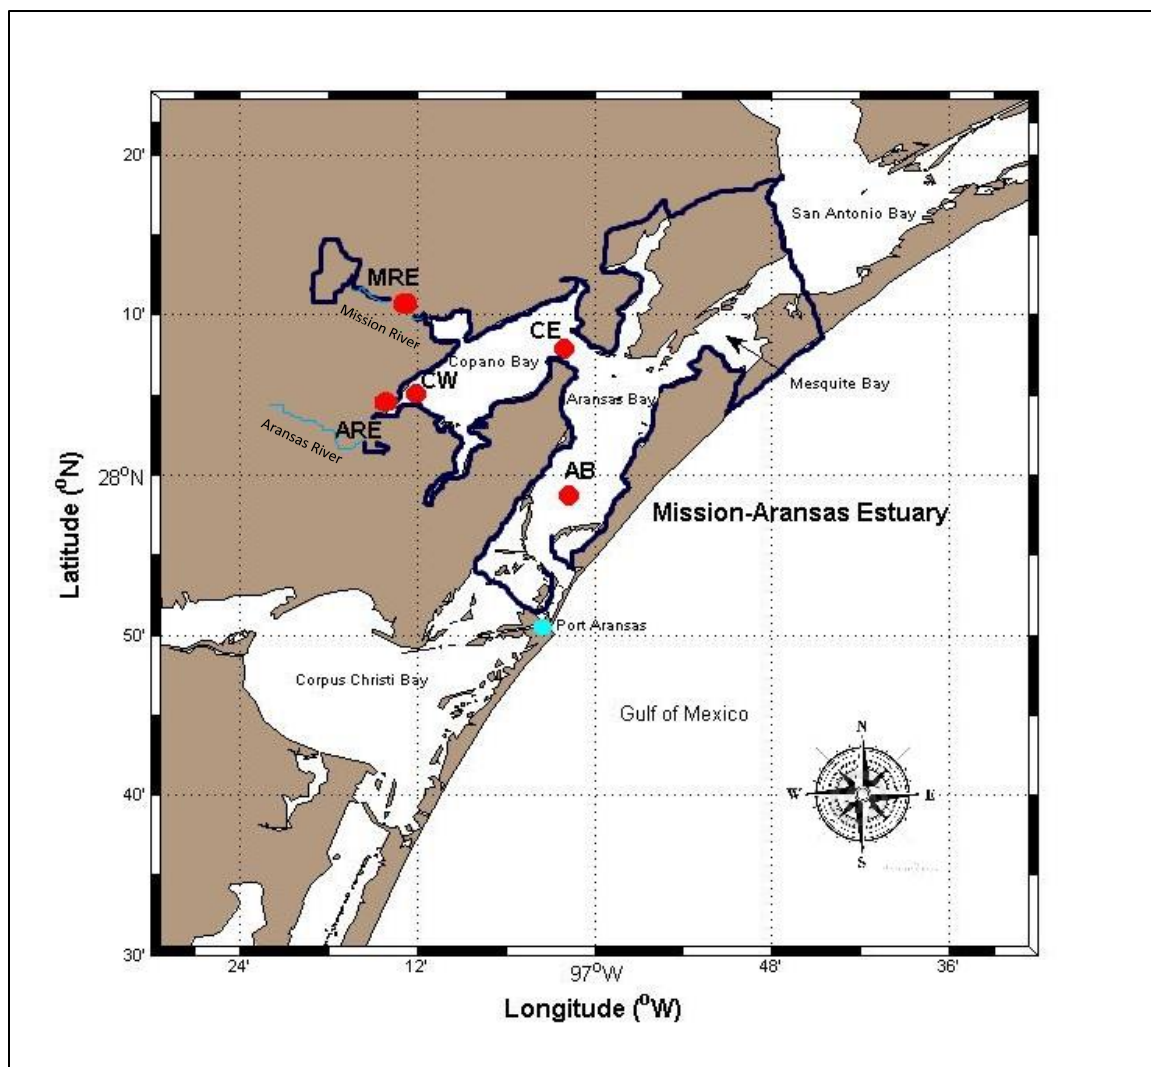 20'
San Antonio Bay
MRE
10'
Mission River
CE
Copano Bay
CW
Mesquite Bay
Aransas Bay
ARE
Aransas River
28°N
AB
Mission-Aransas Estuary
Latitude (°N)
Port Aransas
50'
Corpus Christi Bay
Gulf of Mexico
N
W
E
S
40'
30'
24'
12'
97°W
48'
36'
Longitude (°W)